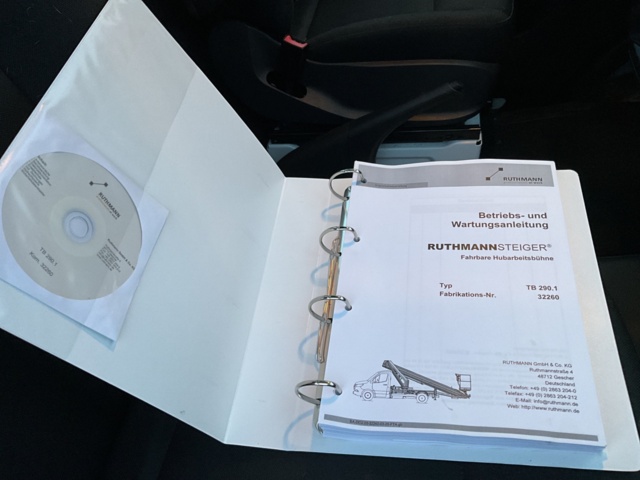 RUTHMANN
TB 290.1
Kom. 32260
RUTHMANN
Betriebs- und
Wartungsanleitung
RUTHMANNSTEIGER®
Fahrbare Hubarbeitsbühne
Typ TB 290.1
Fabrikations-Nr. 32260
RUTHMANN GmbH & Co. KG
Ruthmannstraße 4
48712 Gescher
Deutschland
Telefon: +49 (0) 2863 204-0
Telefax: +49 (0) 2863 204-212
E-Mail: info@ruthmann.de
Web: http://www.ruthmann.de